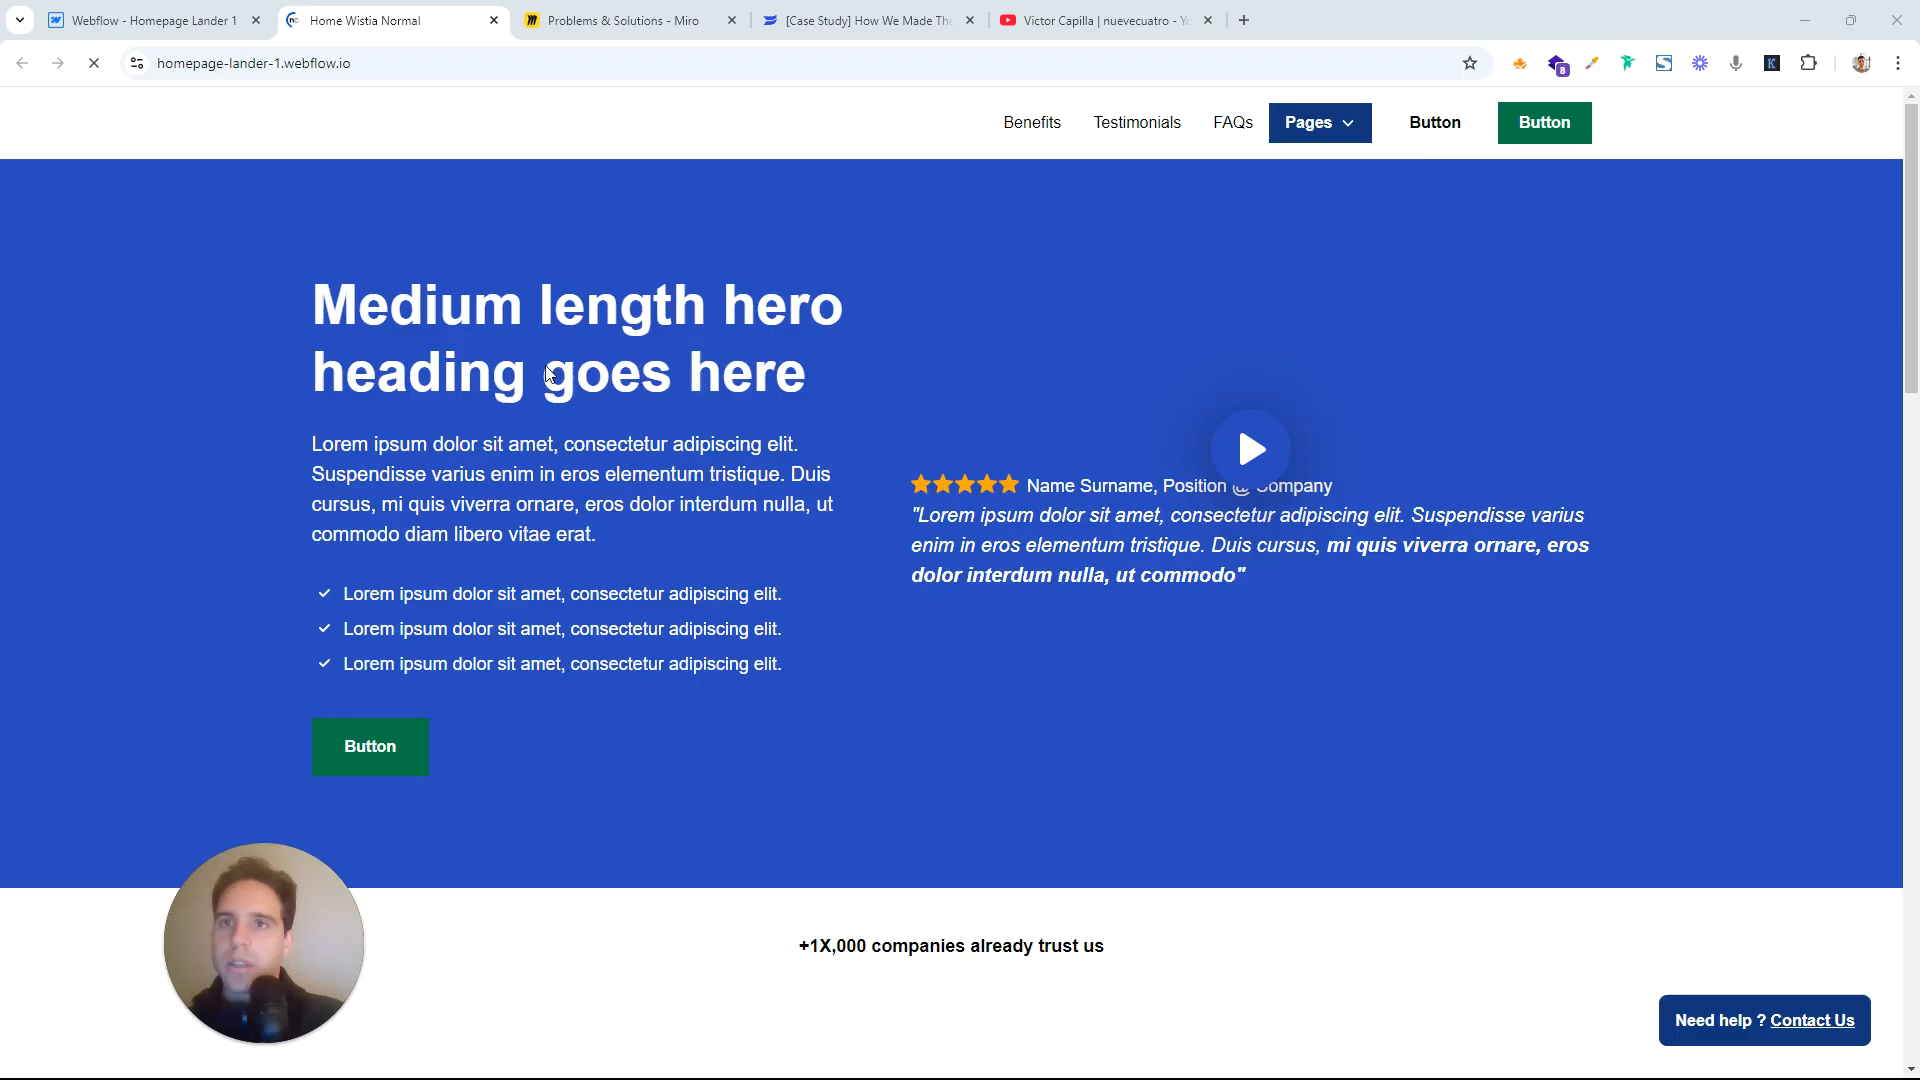 Webflow - Homepage Lander 1
Home Wistia Normal
Problems & Solutions - Miro
[Case Study] How We Made The
Victor Capilla | nuevecuatro - Yo
homepage-lander-1.webflow.io
8
K
Benefits
Testimonials
FAQs
Pages
Button
Button
Medium length hero
heading goes here
Lorem ipsum dolor sit amet, consectetur adipiscing elit.
Suspendisse varius enim in eros elementum tristique. Duis
cursus, mi quis viverra ornare, eros dolor interdum nulla, ut
commodo diam libero vitae erat.
Lorem ipsum dolor sit amet, consectetur adipiscing elit.
Lorem ipsum dolor sit amet, consectetur adipiscing elit.
Lorem ipsum dolor sit amet, consectetur adipiscing elit.
Button
Name Surname, Position @ Company
"Lorem ipsum dolor sit amet, consectetur adipiscing elit. Suspendisse varius
enim in eros elementum tristique. Duis cursus, mi quis viverra ornare, eros
dolor interdum nulla, ut commodo"
+1X,000 companies already trust us
Need help ? Contact Us